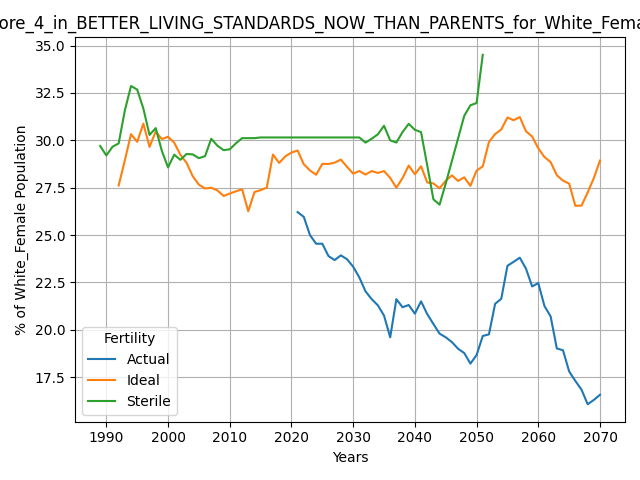 ore_4_in_BETTER_LIVING_STANDARDS_NOW_THAN_PARENTS_for_White_Fema
35.0
32.5
30.0
27.5
25.0
22.5
20.0
17.5
% of White_Female Population
Fertility
Actual
Ideal
Sterile
1990 2000 2010 2020 2030 2040 2050 2060 2070
Years